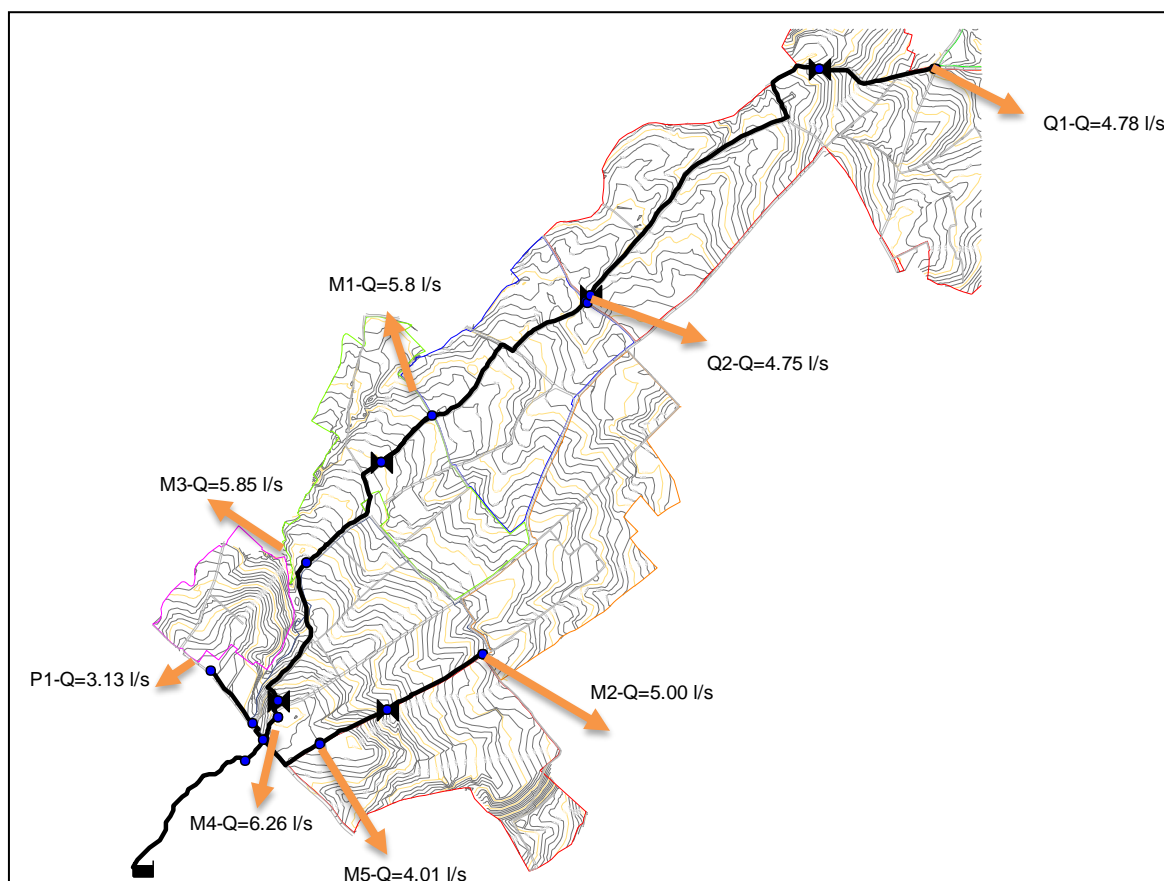 Q1-Q=4.78 l/s
M1-Q=5.8 l/s
Q2-Q=4.75 l/s
M3-Q=5.85 l/s
P1-Q=3.13 l/s
M2-Q=5.00 l/s
M4-Q=6.26 l/s
M5-Q=4.01 l/s